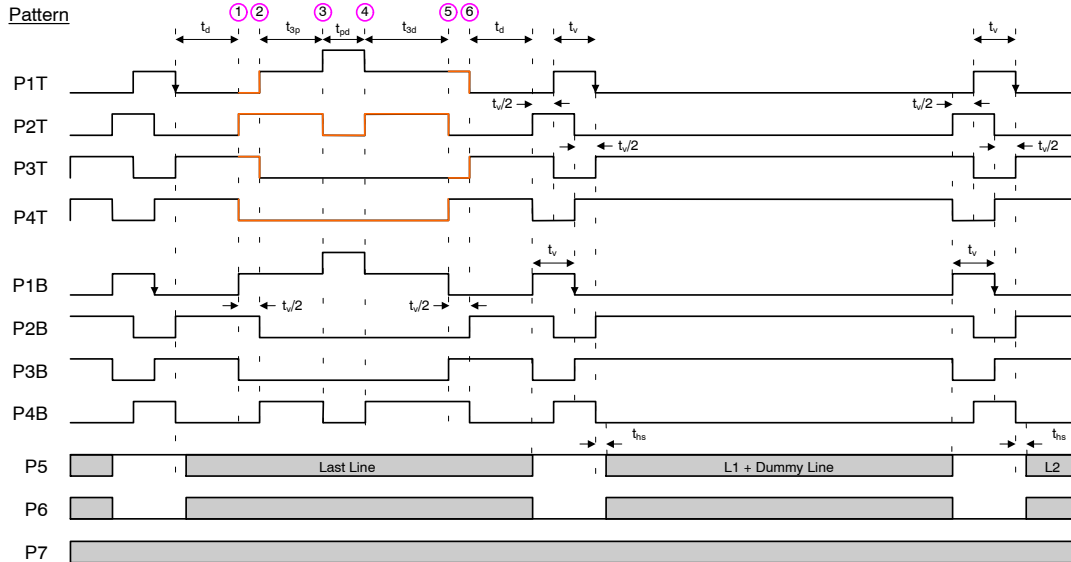 Pattern
1 2 3 4 5 6
t_d t_3p t_pd t_3d t_d t_v t_v
P1T
t_v/2 t_v/2
P2T
t_v/2 t_v/2
P3T
P4T
t_v t_v
P1B
t_v/2 t_v/2
P2B
P3B
P4B
t_hs t_hs
P5 Last Line L1 + Dummy Line L2
P6
P7